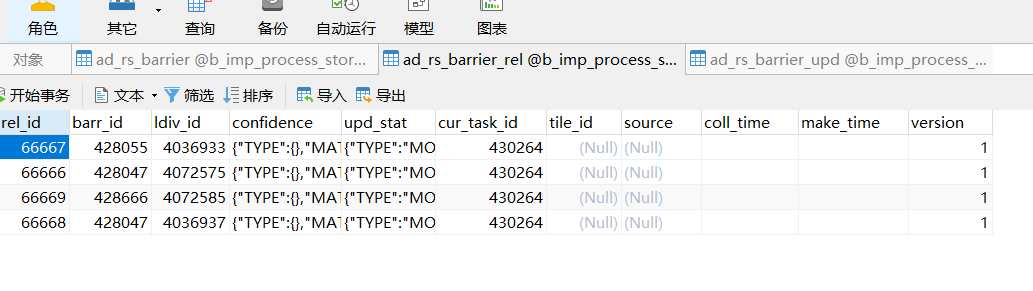 角色 其它 查询 备份 自动运行 模型 图表
对象 ad_rs_barrier @b_imp_process_stor... ad_rs_barrier_rel @b_imp_process_s... ad_rs_barrier_upd @b_imp_process_...
开始事务 文本 筛选 排序 导入 导出
rel_id barr_id ldiv_id confidence upd_stat cur_task_id tile_id source coll_time make_time version
66667 428055 4036933 {"TYPE":{},"MAT {"TYPE":"MO 430264 (Null) (Null) 1
66666 428047 4072575 {"TYPE":{},"MAT {"TYPE":"MO 430264 (Null) (Null) 1
66669 428666 4072585 {"TYPE":{},"MAT {"TYPE":"MO 430264 (Null) (Null) 1
66668 428047 4036937 {"TYPE":{},"MAT {"TYPE":"MO 430264 (Null) (Null) 1